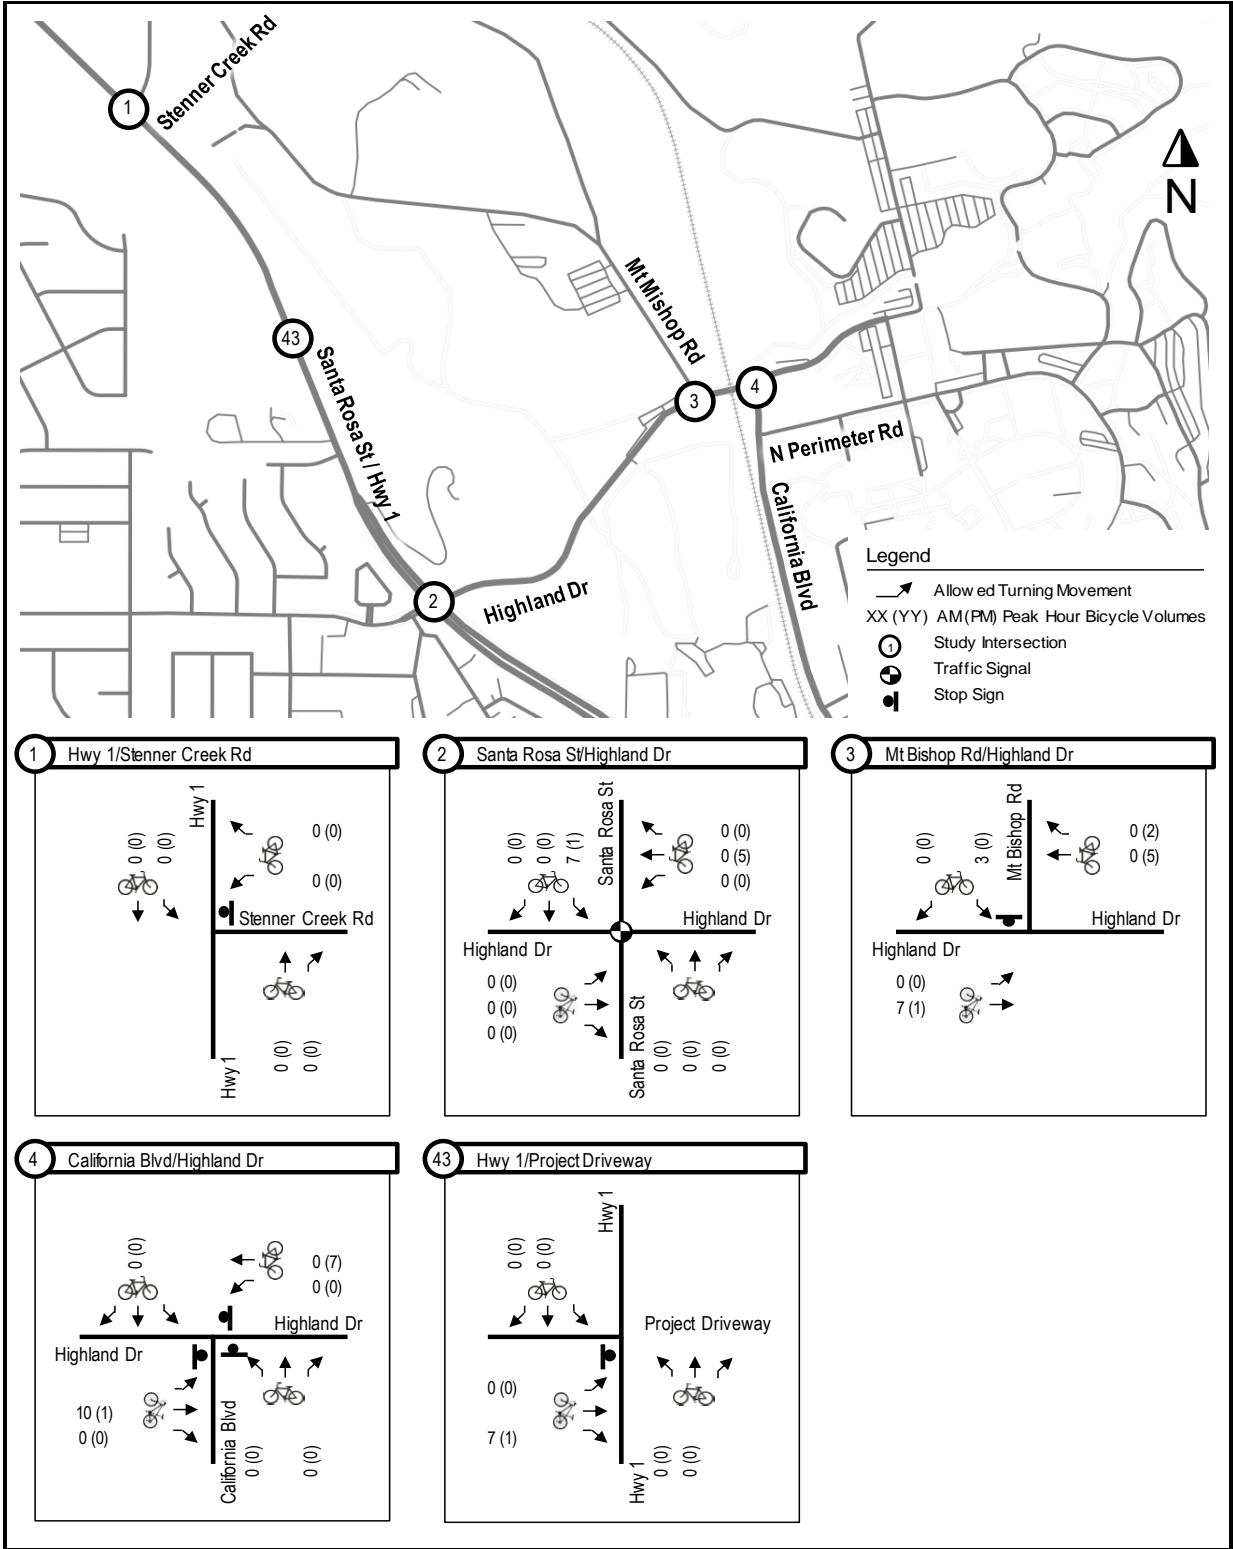 Stenner Creek Rd
1
N
43
Santa Rosa St / Hwy 1
Mt Mishop Rd
3
4
N Perimeter Rd
California Blvd
2
Highland Dr
Legend
Allowed Turning Movement
XX (YY) AM(PM) Peak Hour Bicycle Volumes
1 Study Intersection
Traffic Signal
Stop Sign
1 Hwy 1/Stenner Creek Rd
Hwy 1
0 (0)
0 (0)
0 (0)
0 (0)
Stenner Creek Rd
Hwy 1
0 (0)
0 (0)
2 Santa Rosa St/Highland Dr
Santa Rosa St
0 (0)
0 (0)
7 (1)
0 (0)
0 (5)
0 (0)
Highland Dr
Highland Dr
0 (0)
0 (0)
0 (0)
Santa Rosa St
0 (0)
0 (0)
0 (0)
3 Mt Bishop Rd/Highland Dr
Mt Bishop Rd
0 (0)
3 (0)
0 (2)
0 (5)
Highland Dr
Highland Dr
0 (0)
7 (1)
4 California Blvd/Highland Dr
0 (0)
0 (7)
0 (0)
Highland Dr
Highland Dr
10 (1)
0 (0)
California Blvd
0 (0)
0 (0)
43 Hwy 1/Project Driveway
Hwy 1
0 (0)
0 (0)
Project Driveway
0 (0)
7 (1)
Hwy 1
0 (0)
0 (0)